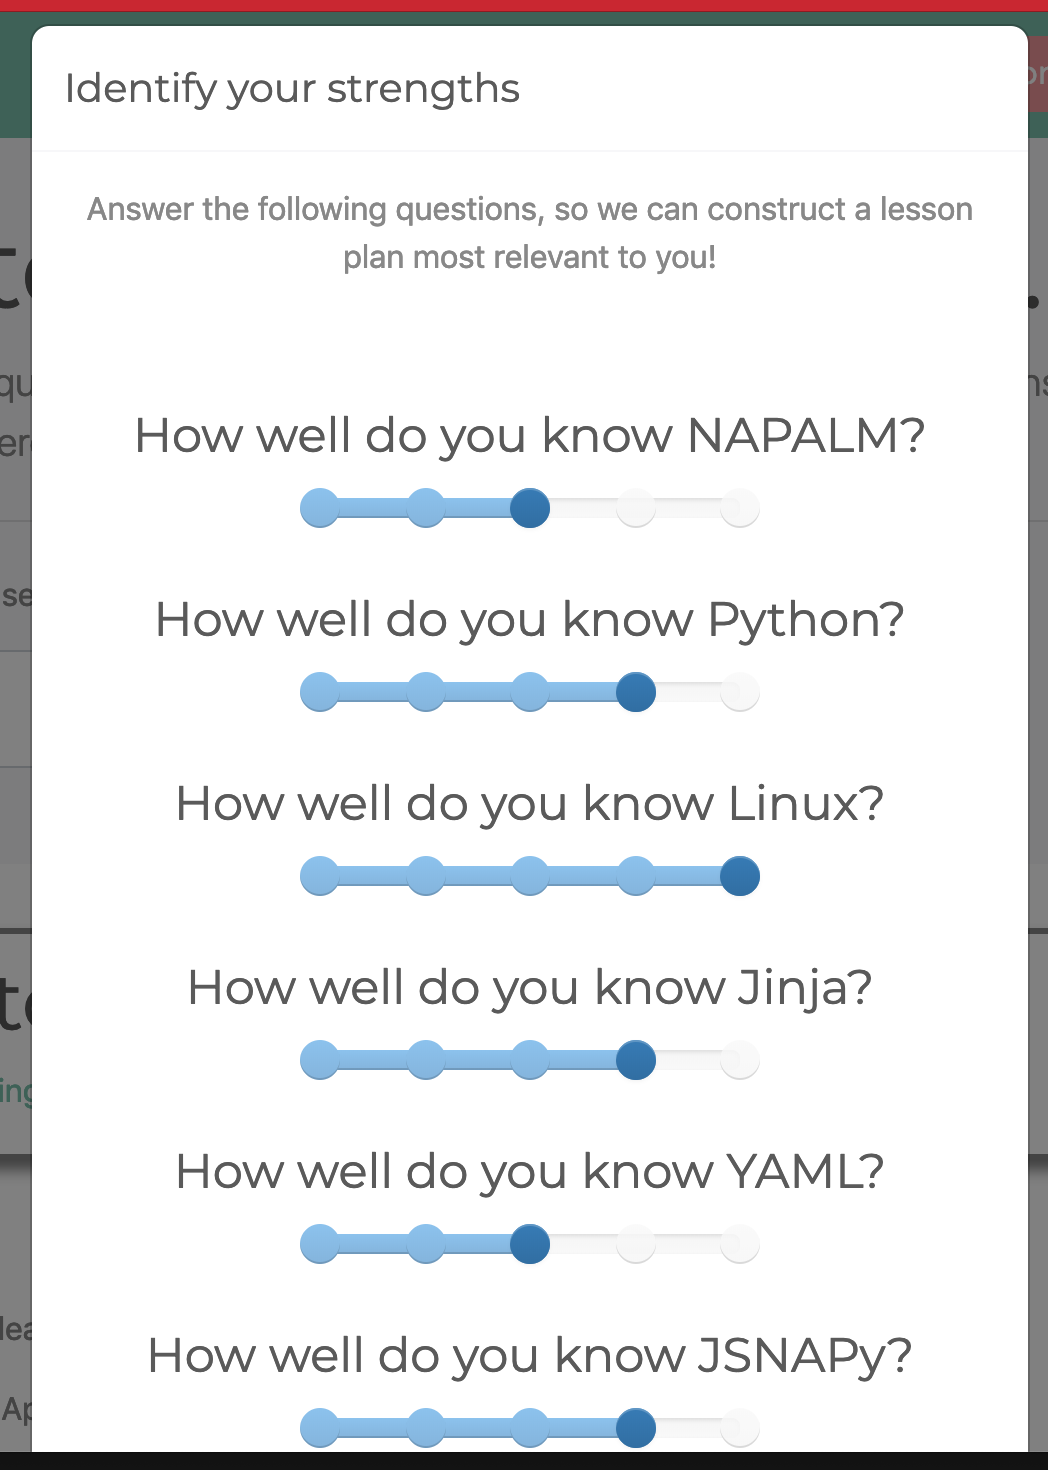 Identify your strengths
Answer the following questions, so we can construct a lesson
plan most relevant to you!
How well do you know NAPALM?
How well do you know Python?
How well do you know Linux?
How well do you know Jinja?
How well do you know YAML?
How well do you know JSNAPy?